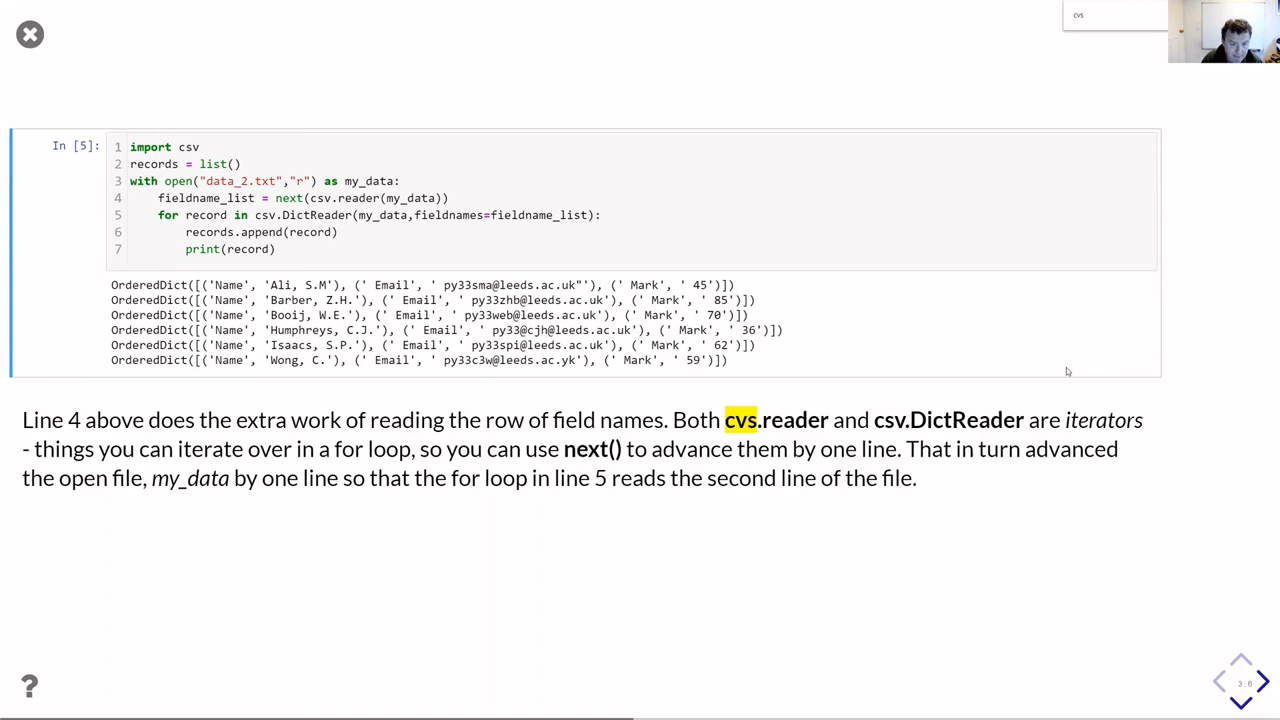 cvs
In [5]:
1 import csv
2 records = list()
3 with open("data_2.txt","r") as my_data:
4 fieldname_list = next(csv.reader(my_data))
5 for record in csv.DictReader(my_data,fieldnames=fieldname_list):
6 records.append(record)
7 print(record)
OrderedDict([('Name', 'Ali, S.M'), (' Email', ' py33sma@leeds.ac.uk"'), (' Mark', ' 45')])
OrderedDict([('Name', 'Barber, Z.H.'), (' Email', ' py33zhb@leeds.ac.uk'), (' Mark', ' 85')])
OrderedDict([('Name', 'Booij, W.E.'), (' Email', ' py33web@leeds.ac.uk'), (' Mark', ' 70')])
OrderedDict([('Name', 'Humphreys, C.J.'), (' Email', ' py33@cjh@leeds.ac.uk'), (' Mark', ' 36')])
OrderedDict([('Name', 'Isaacs, S.P.'), (' Email', ' py33spi@leeds.ac.uk'), (' Mark', ' 62')])
OrderedDict([('Name', 'Wong, C.'), (' Email', ' py33c3w@leeds.ac.yk'), (' Mark', ' 59')])
Line 4 above does the extra work of reading the row of field names. Both cvs.reader and csv.DictReader are iterators
- things you can iterate over in a for loop, so you can use next() to advance them by one line. That in turn advanced
the open file, my_data by one line so that the for loop in line 5 reads the second line of the file.
?
3.6